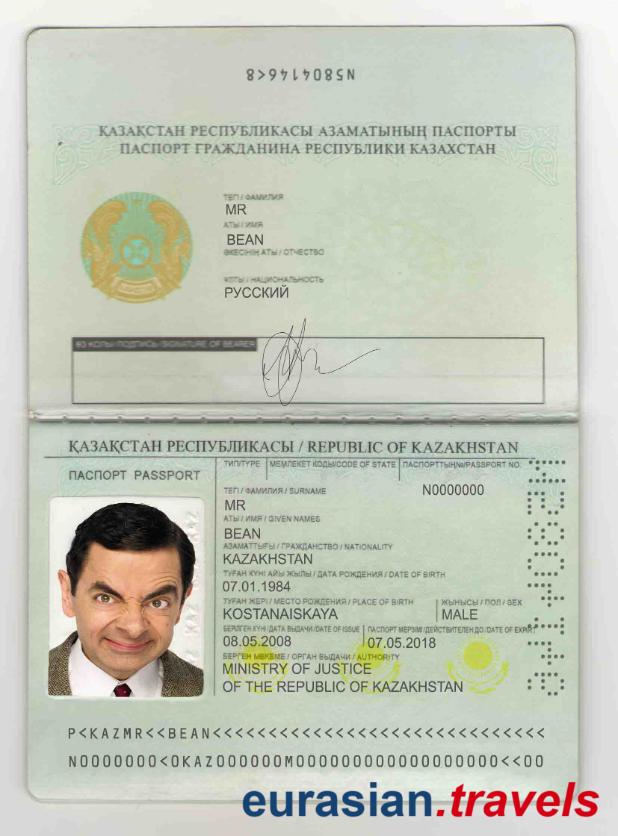 N5804146<8
ҚАЗАҚСТАН РЕСПУБЛИКАСЫ АЗАМАТЫНЫҢ ПАСПОРТЫ
ПАСПОРТ ГРАЖДАНИНА РЕСПУБЛИКИ КАЗАХСТАН
ТЕГІ / ФАМИЛИЯ
MR
АТЫ / ИМЯ
BEAN
ӘКЕСІНІҢ АТЫ / ОТЧЕСТВО
ҰЛТЫ / НАЦИОНАЛЬНОСТЬ
РУССКИЙ
ӨЗ ҚОЛЫ/ПОДПИСЬ/SIGNATURE OF BEARER
ҚАЗАҚСТАН РЕСПУБЛИКАСЫ / REPUBLIC OF KAZAKHSTAN
ПАСПОРТ PASSPORT
ТИП/TYPE МЕМЛЕКЕТ КОДЫ/CODE OF STATE ПАСПОРТТЫҢ №/PASSPORT NO.
N0000000
ТЕГІ / ФАМИЛИЯ / SURNAME
MR
АТЫ / ИМЯ / GIVEN NAMES
BEAN
АЗАМАТТЫҒЫ / ГРАЖДАНСТВО / NATIONALITY
KAZAKHSTAN
ТУҒАН КҮНІ АЙЫ ЖЫЛЫ / ДАТА РОЖДЕНИЯ / DATE OF BIRTH
07.01.1984
ТУҒАН ЖЕРІ / МЕСТО РОЖДЕНИЯ / PLACE OF BIRTH ЖЫНЫСЫ / ПОЛ / SEX
KOSTANAISKAYA MALE
БЕРІЛГЕН КҮНІ /ДАТА ВЫДАЧИ/DATE OF ISSUE ПАСПОРТ МЕРЗІМІ /ДЕЙСТВИТЕЛЕН ДО/ DATE OF EXPIRY
08.05.2008 07.05.2018
БЕРГЕН МЕКЕМЕ / ОРГАН ВЫДАЧИ / AUTHORITY
MINISTRY OF JUSTICE
OF THE REPUBLIC OF KAZAKHSTAN
N5804146
P<KAZMR<<BEAN<<<<<<<<<<<<<<<<<<<<<<<<<<<<<<<
N0000000<0KAZ000000M0000000000000000000<<00
eurasian.travels